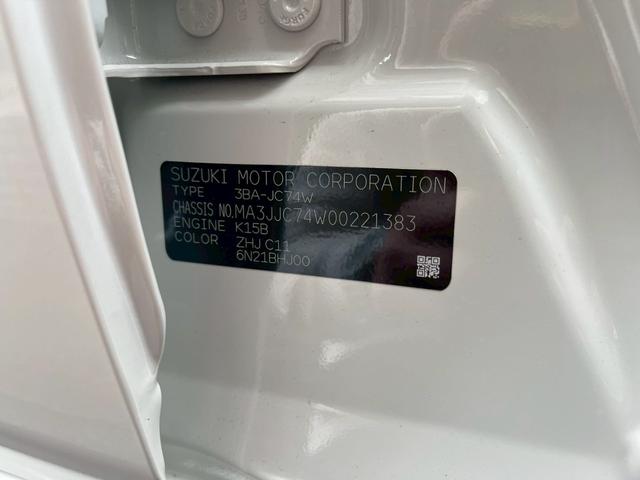 SUZUKI MOTOR CORPORATION
TYPE 3BA-JC74W
CHASSIS NO. MA3JJC74W00221383
ENGINE K15B
COLOR ZHJ C11
6N21BHJ00